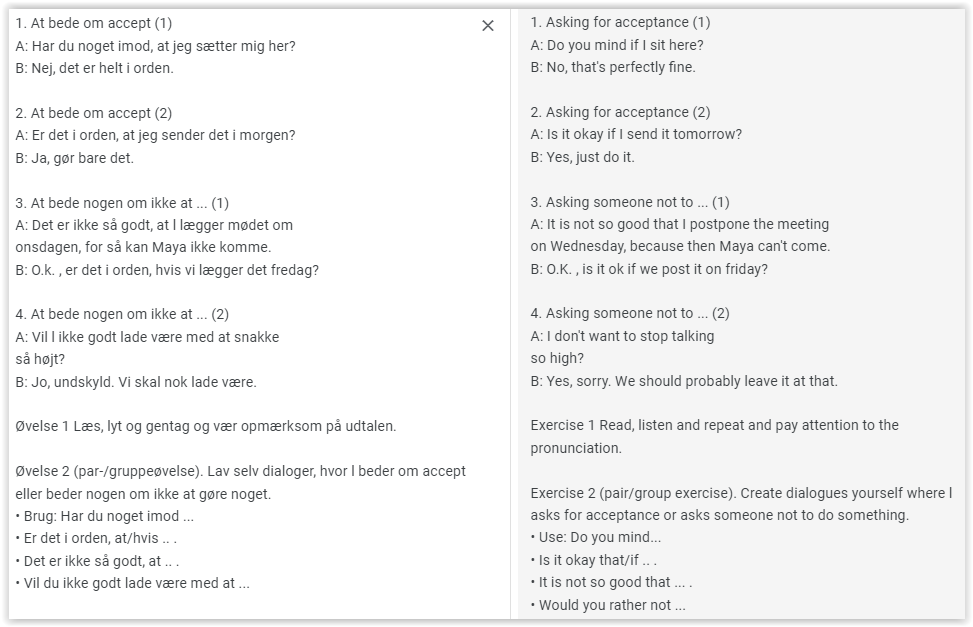 1. At bede om accept (1)
A: Har du noget imod, at jeg sætter mig her?
B: Nej, det er helt i orden.
2. At bede om accept (2)
A: Er det i orden, at jeg sender det i morgen?
B: Ja, gør bare det.
3. At bede nogen om ikke at ... (1)
A: Det er ikke så godt, at l lægger mødet om
onsdagen, for så kan Maya ikke komme.
B: O.k. , er det i orden, hvis vi lægger det fredag?
4. At bede nogen om ikke at ... (2)
A: Vil l ikke godt lade være med at snakke
så højt?
B: Jo, undskyld. Vi skal nok lade være.
Øvelse 1 Læs, lyt og gentag og vær opmærksom på udtalen.
Øvelse 2 (par-/gruppeøvelse). Lav selv dialoger, hvor l beder om accept
eller beder nogen om ikke at gøre noget.
• Brug: Har du noget imod ...
• Er det i orden, at/hvis .. .
• Det er ikke så godt, at .. .
• Vil du ikke godt lade være med at ...
1. Asking for acceptance (1)
A: Do you mind if I sit here?
B: No, that's perfectly fine.
2. Asking for acceptance (2)
A: Is it okay if I send it tomorrow?
B: Yes, just do it.
3. Asking someone not to ... (1)
A: It is not so good that I postpone the meeting
on Wednesday, because then Maya can't come.
B: O.K. , is it ok if we post it on friday?
4. Asking someone not to ... (2)
A: I don't want to stop talking
so high?
B: Yes, sorry. We should probably leave it at that.
Exercise 1 Read, listen and repeat and pay attention to the
pronunciation.
Exercise 2 (pair/group exercise). Create dialogues yourself where l
asks for acceptance or asks someone not to do something.
• Use: Do you mind...
• Is it okay that/if .. .
• It is not so good that ... .
• Would you rather not ...